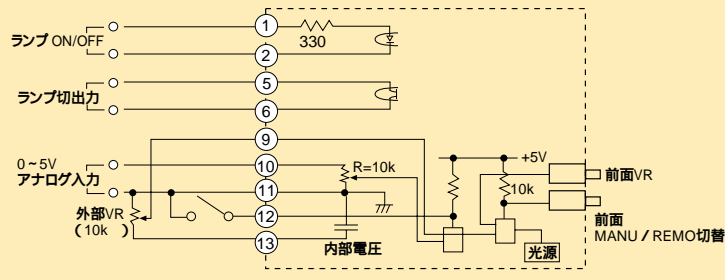 ランプ ON/OFF
①
330
②
⑤
ランプ切出力
⑥
⑨
0～5V
アナログ入力
⑩
R=10k
⑪
+5V
前面VR
10k
外部VR
（10k　）
⑫
⑬
内部電圧
光源
前面
MANU／REMO切替